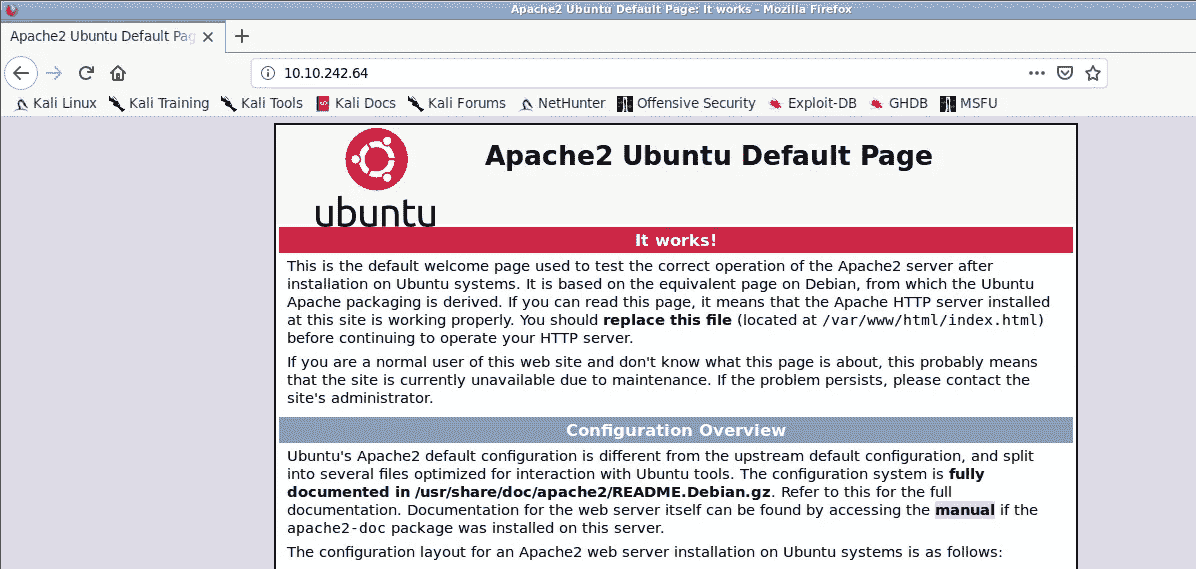 Apache2 Ubuntu Default Page: It works - Mozilla Firefox
Apache2 Ubuntu Default Pag
10.10.242.64
Kali Linux Kali Training Kali Tools Kali Docs Kali Forums NetHunter Offensive Security Exploit-DB GHDB MSFU
Apache2 Ubuntu Default Page
ubuntu
It works!
This is the default welcome page used to test the correct operation of the Apache2 server after
installation on Ubuntu systems. It is based on the equivalent page on Debian, from which the Ubuntu
Apache packaging is derived. If you can read this page, it means that the Apache HTTP server installed
at this site is working properly. You should replace this file (located at /var/www/html/index.html)
before continuing to operate your HTTP server.
If you are a normal user of this web site and don't know what this page is about, this probably means
that the site is currently unavailable due to maintenance. If the problem persists, please contact the
site's administrator.
Configuration Overview
Ubuntu's Apache2 default configuration is different from the upstream default configuration, and split
into several files optimized for interaction with Ubuntu tools. The configuration system is fully
documented in /usr/share/doc/apache2/README.Debian.gz. Refer to this for the full
documentation. Documentation for the web server itself can be found by accessing the manual if the
apache2-doc package was installed on this server.
The configuration layout for an Apache2 web server installation on Ubuntu systems is as follows: